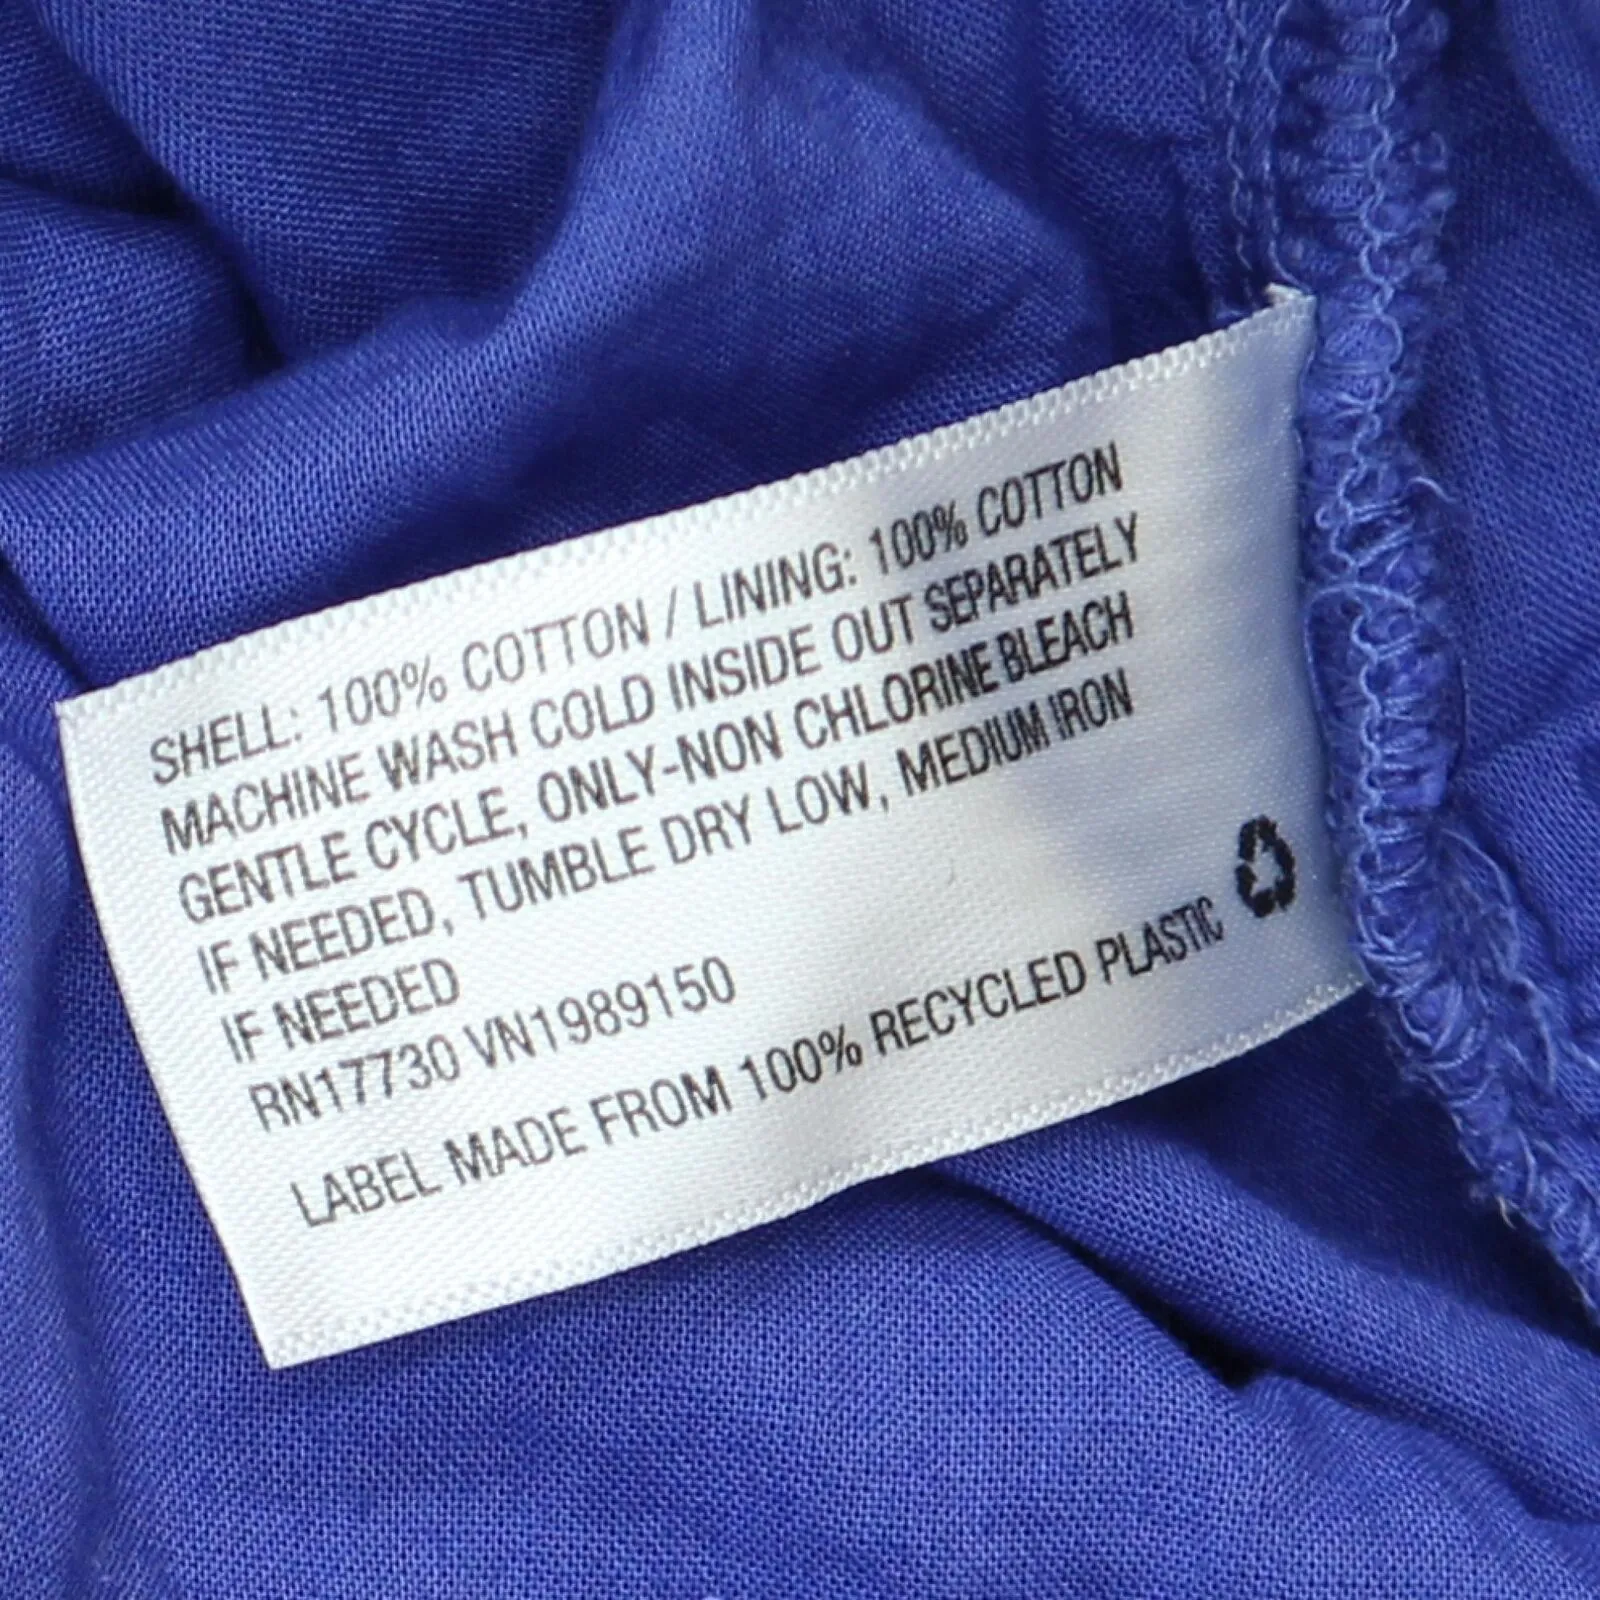 SHELL: 100% COTTON / LINING: 100% COTTON
MACHINE WASH COLD INSIDE OUT SEPARATELY
GENTLE CYCLE, ONLY-NON CHLORINE BLEACH
IF NEEDED, TUMBLE DRY LOW, MEDIUM IRON
IF NEEDED
RN17730 VN1989150
LABEL MADE FROM 100% RECYCLED PLASTIC